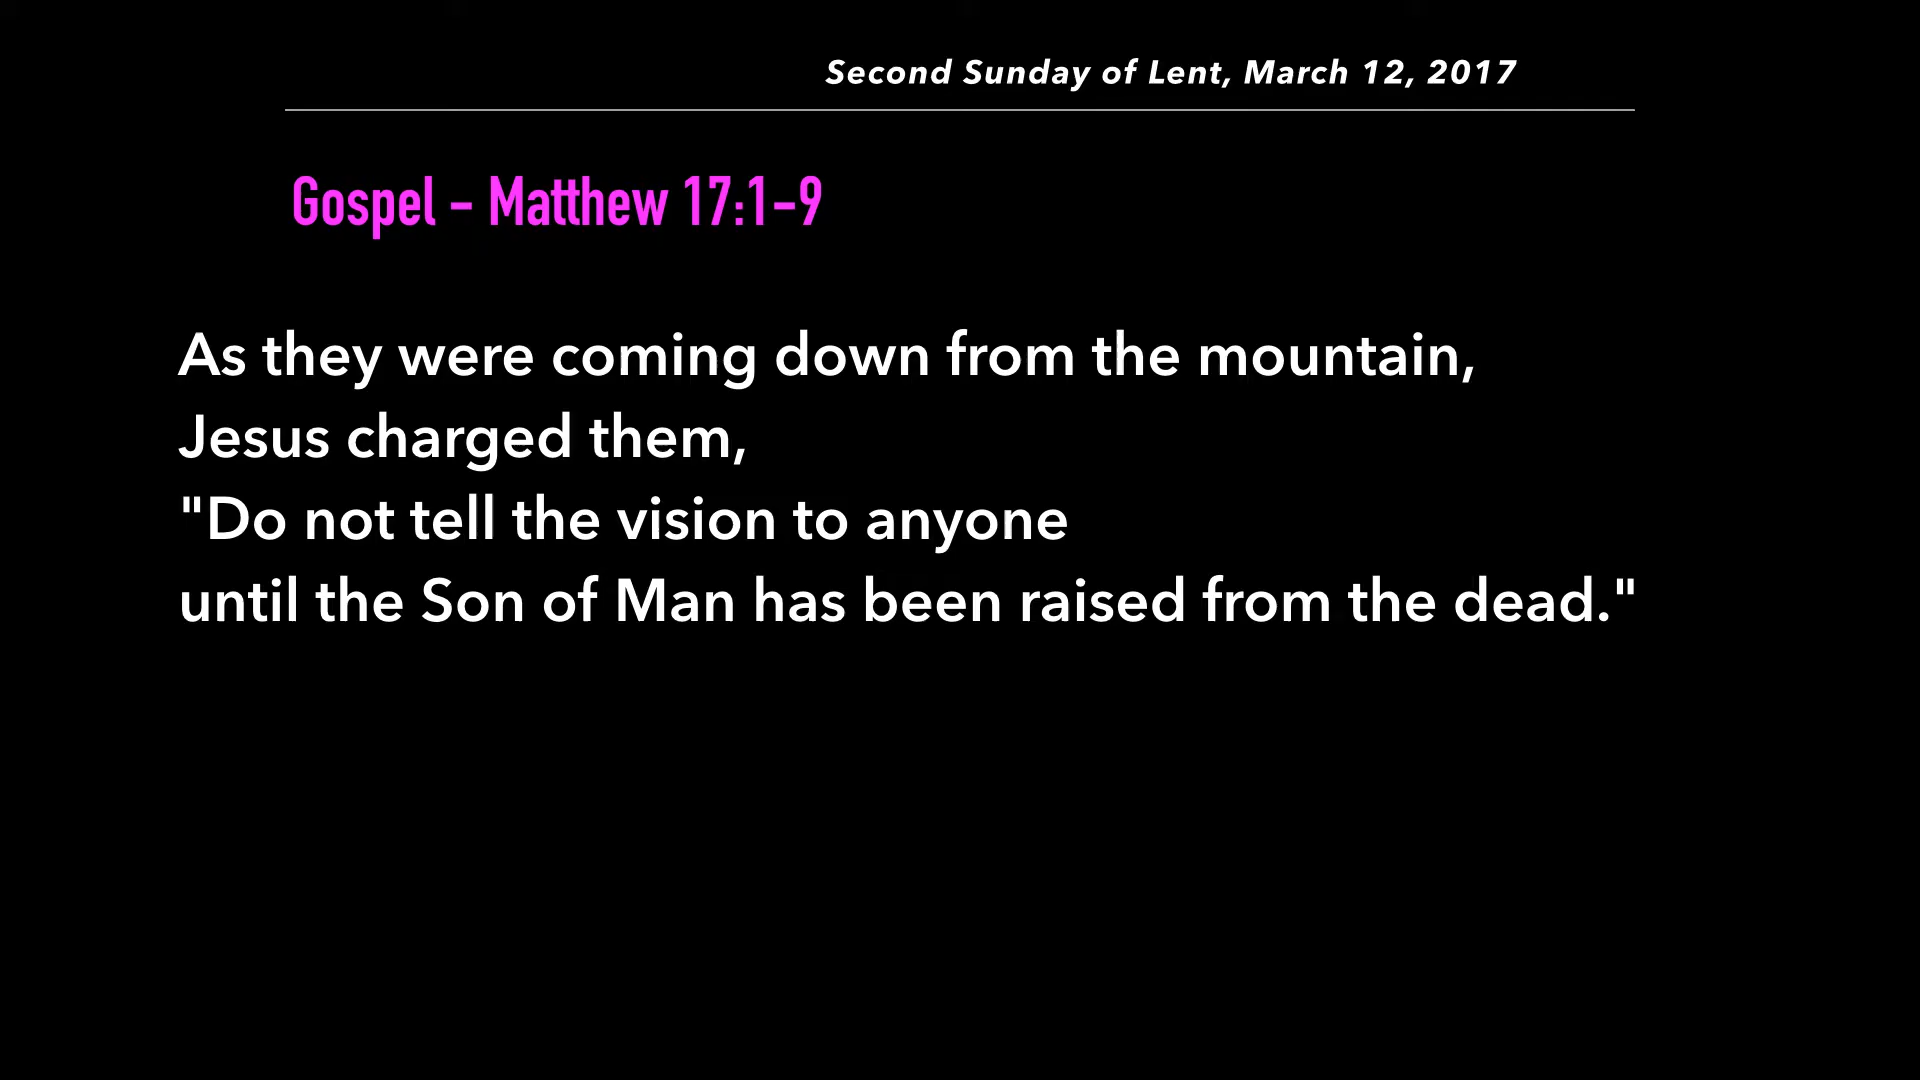 Second Sunday of Lent, March 12, 2017
Gospel - Matthew 17:1-9
As they were coming down from the mountain,
Jesus charged them,
"Do not tell the vision to anyone
until the Son of Man has been raised from the dead."